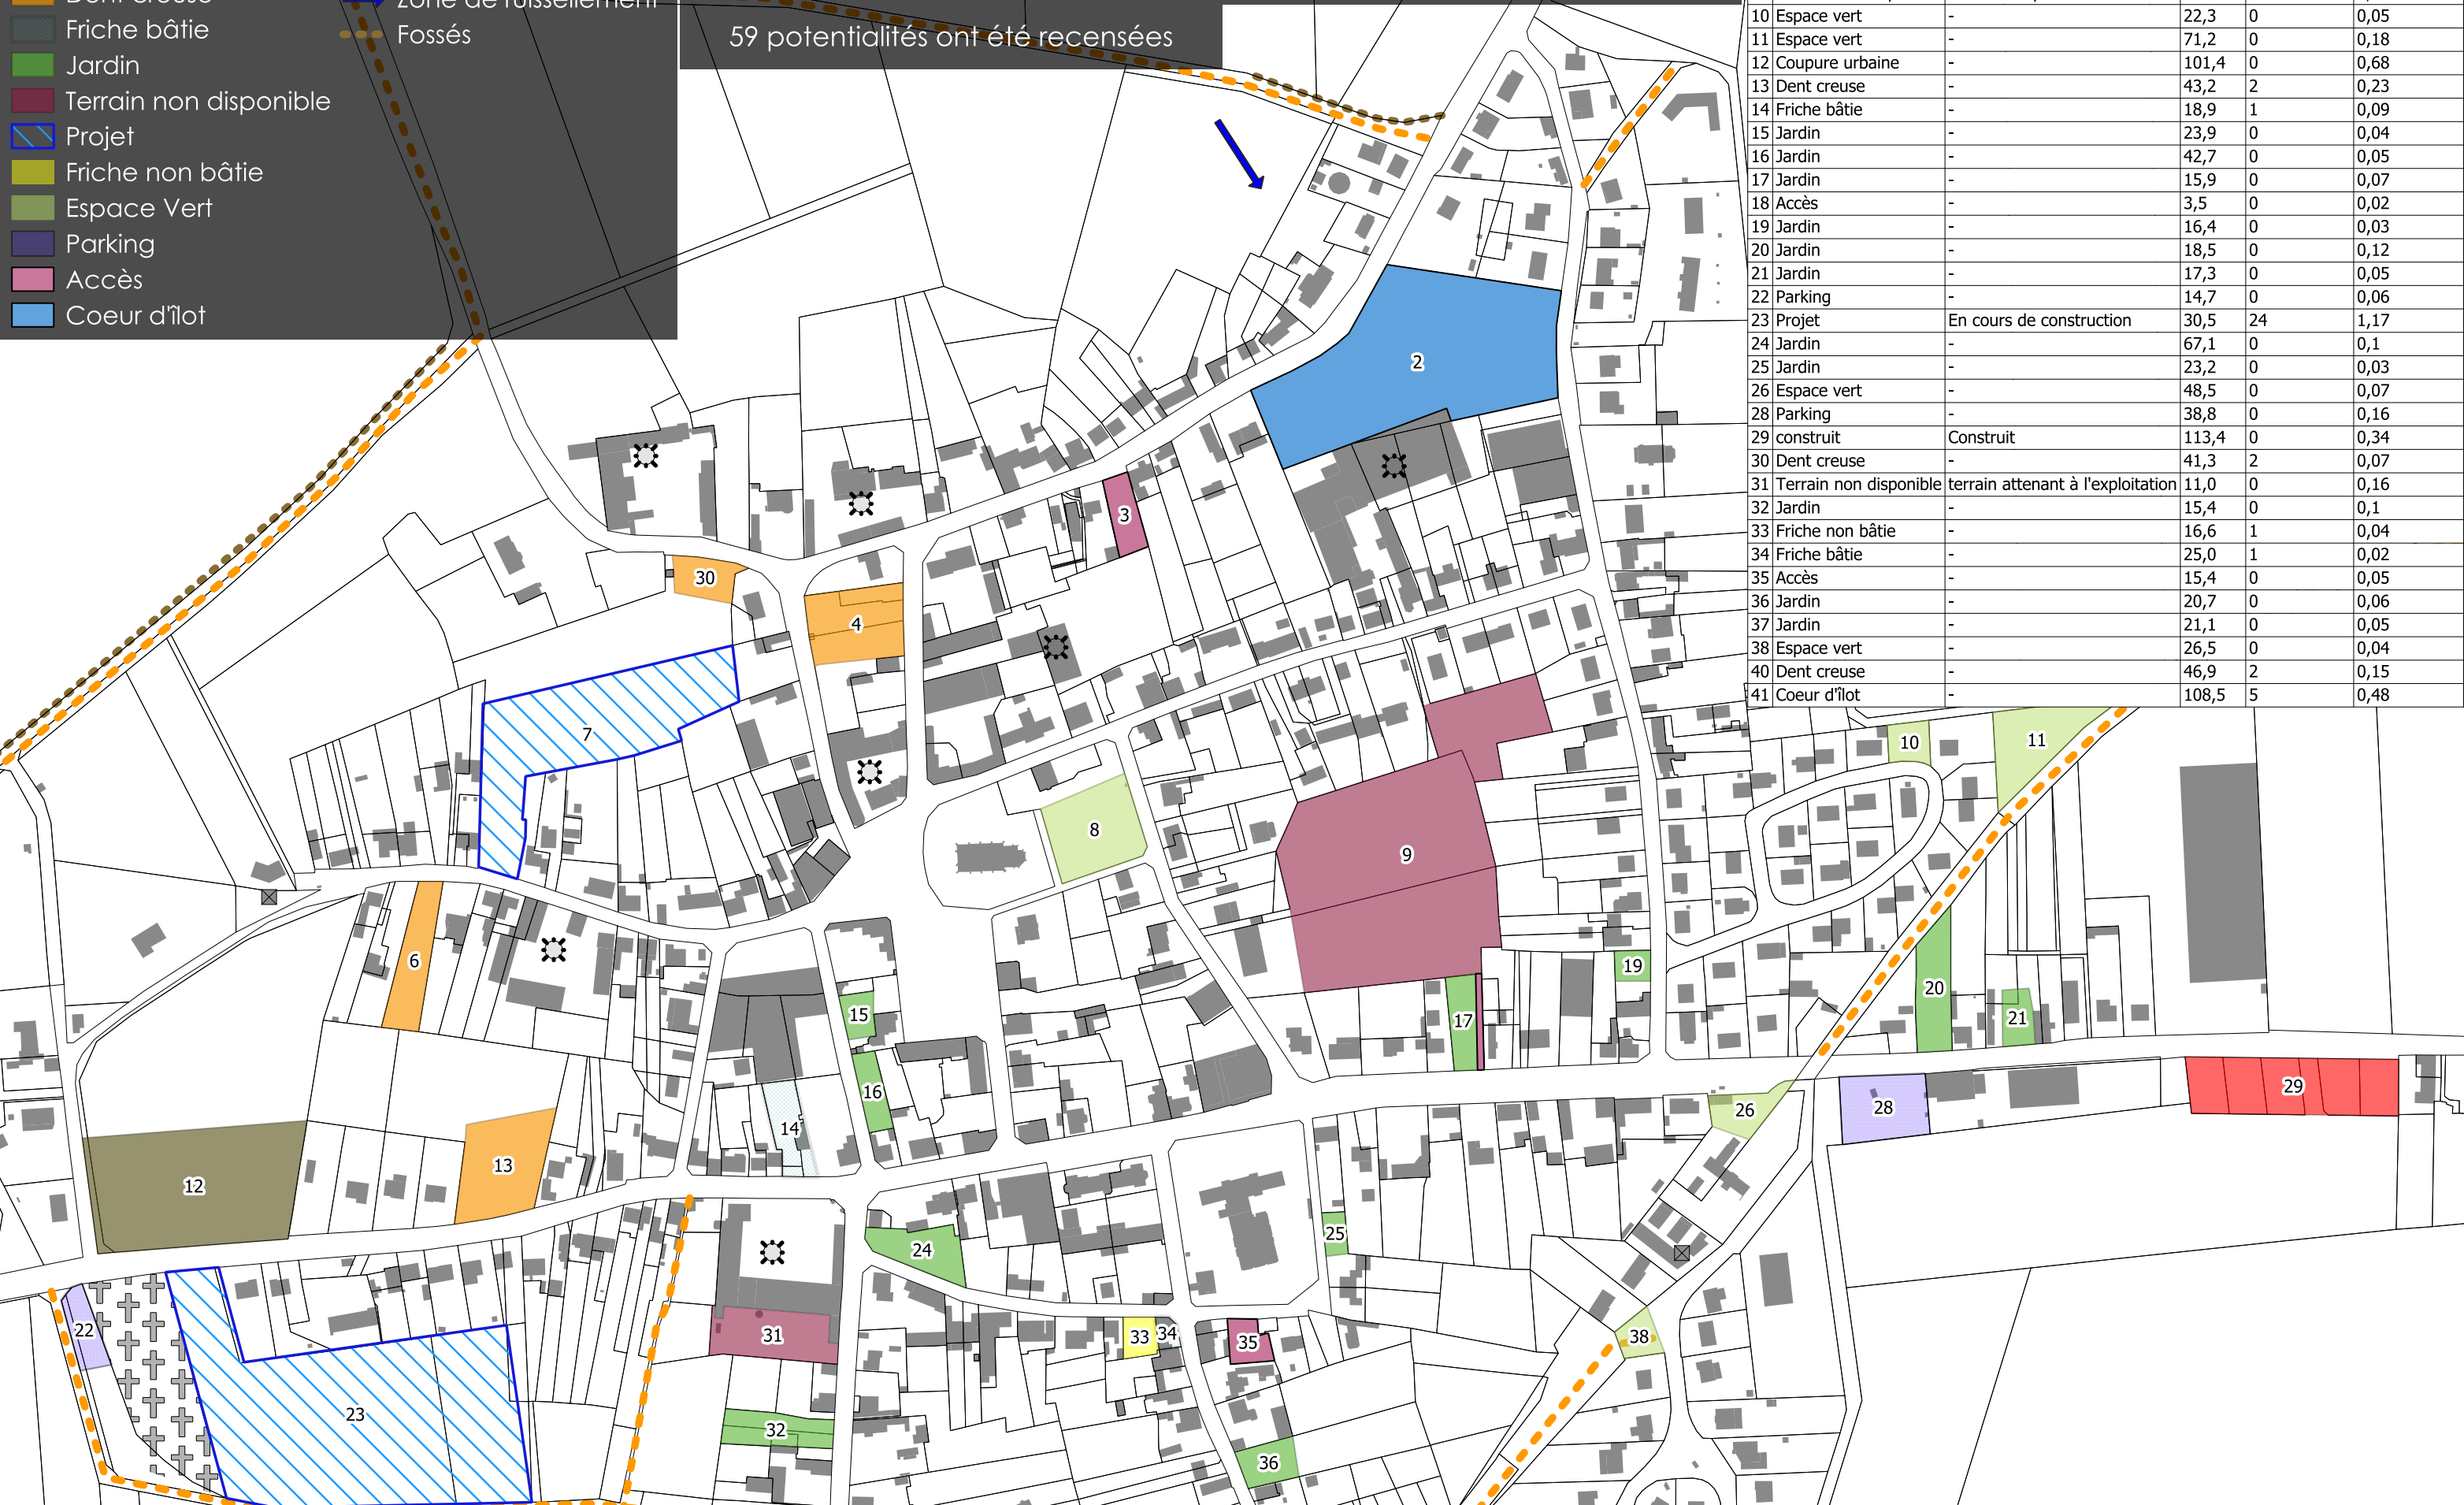 Dent creuse
Friche bâtie
Jardin
Terrain non disponible
Projet
Friche non bâtie
Espace Vert
Parking
Accès
Coeur d'îlot
Zone de ruissellement
Fossés
59 potentialités ont été recensées
10 Espace vert - 22,3 0 0,05
11 Espace vert - 71,2 0 0,18
12 Coupure urbaine - 101,4 0 0,68
13 Dent creuse - 43,2 2 0,23
14 Friche bâtie - 18,9 1 0,09
15 Jardin - 23,9 0 0,04
16 Jardin - 42,7 0 0,05
17 Jardin - 15,9 0 0,07
18 Accès - 3,5 0 0,02
19 Jardin - 16,4 0 0,03
20 Jardin - 18,5 0 0,12
21 Jardin - 17,3 0 0,05
22 Parking - 14,7 0 0,06
23 Projet En cours de construction 30,5 24 1,17
24 Jardin - 67,1 0 0,1
25 Jardin - 23,2 0 0,03
26 Espace vert - 48,5 0 0,07
28 Parking - 38,8 0 0,16
29 construit Construit 113,4 0 0,34
30 Dent creuse - 41,3 2 0,07
31 Terrain non disponible terrain attenant à l'exploitation 11,0 0 0,16
32 Jardin - 15,4 0 0,1
33 Friche non bâtie - 16,6 1 0,04
34 Friche bâtie - 25,0 1 0,02
35 Accès - 15,4 0 0,05
36 Jardin - 20,7 0 0,06
37 Jardin - 21,1 0 0,05
38 Espace vert - 26,5 0 0,04
40 Dent creuse - 46,9 2 0,15
41 Coeur d'îlot - 108,5 5 0,48
2
3
30
4
7
10
11
8
9
6
19
20
15
17
21
16
29
26
28
14
13
12
25
24
22
31
33
34
35
38
23
32
36